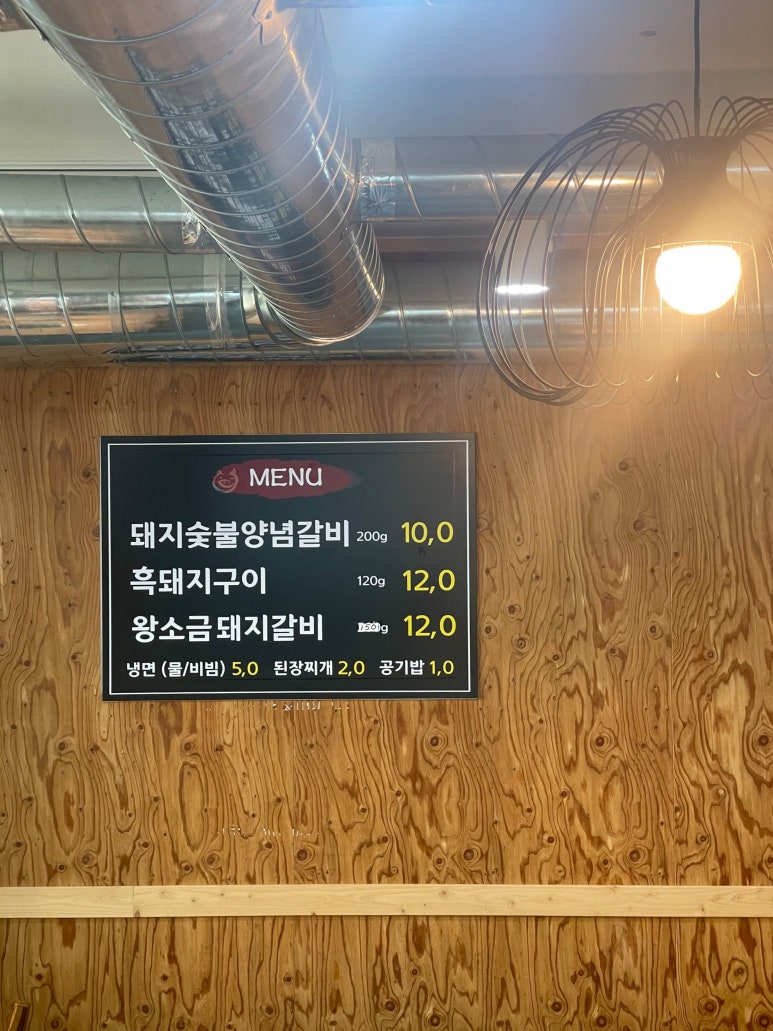 MENU
돼지숯불양념갈비 200g 10,0
흑돼지구이 120g 12,0
왕소금돼지갈비 150g 12,0
냉면 (물/비빔) 5,0 된장찌개 2,0 공기밥 1,0